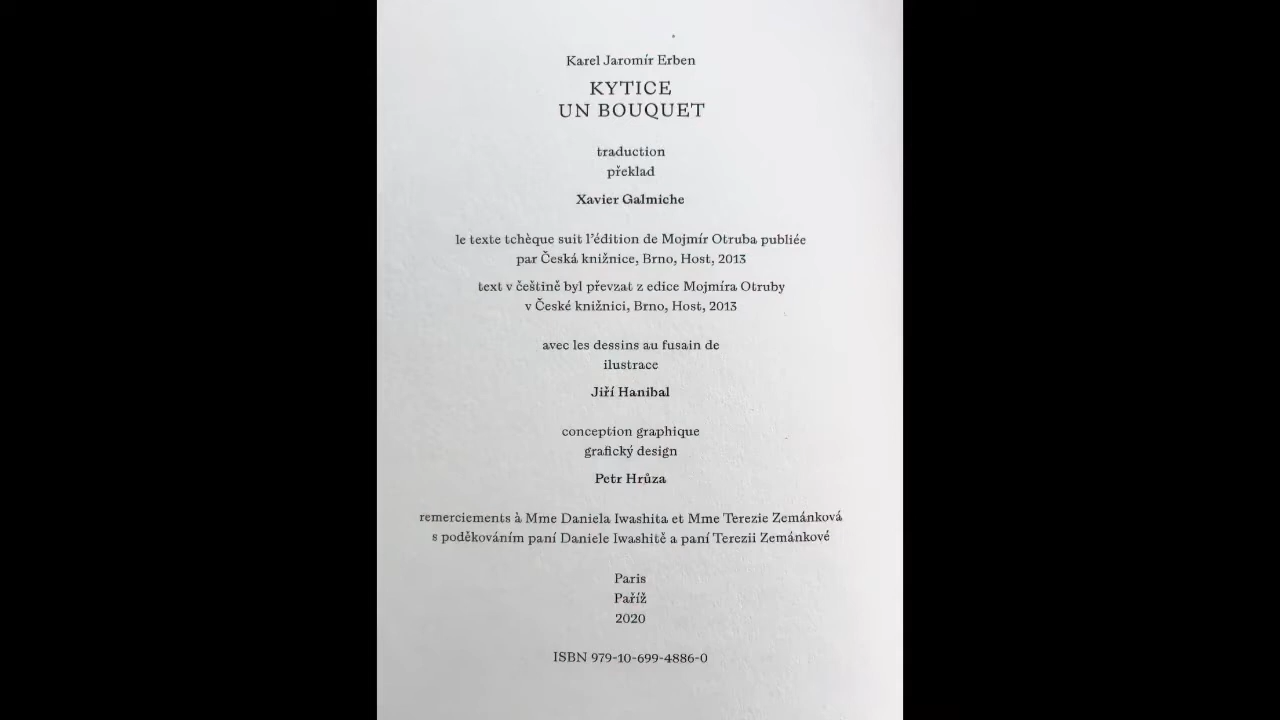 Karel Jaromír Erben
KYTICE
UN BOUQUET
traduction
překlad
Xavier Galmiche
le texte tchèque suit l'édition de Mojmír Otruba publiée
par Česká knižnice, Brno, Host, 2013
text v češtině byl převzat z edice Mojmíra Otruby
v České knižnici, Brno, Host, 2013
avec les dessins au fusain de
ilustrace
Jiří Hanibal
conception graphique
grafický design
Petr Hrůza
remerciements à Mme Daniela Iwashita et Mme Terezie Zemánková
s poděkováním paní Daniele Iwashitě a paní Terezii Zemánkové
Paris
Paříž
2020
ISBN 979-10-699-4886-0